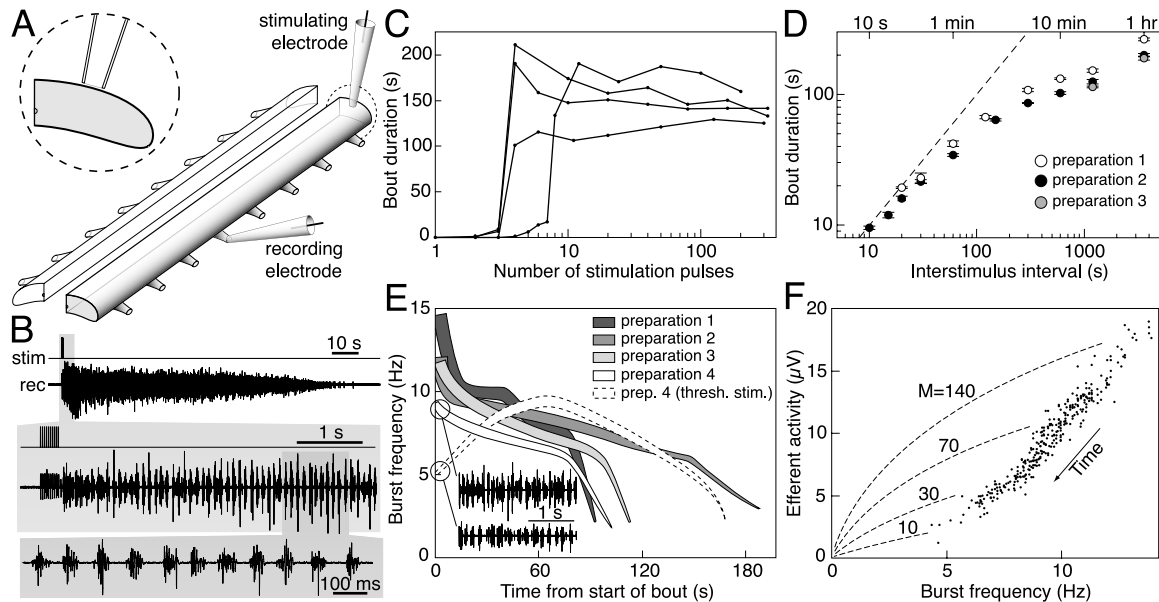 A
stimulating
electrode
recording
electrode
B
stim
rec
10 s
1 s
100 ms
C
Bout duration (s)
200
150
100
50
0
1
10
100
Number of stimulation pulses
D
10 s
1 min
10 min
1 hr
Bout duration (s)
100
10
10
100
1000
Interstimulus interval (s)
preparation 1
preparation 2
preparation 3
E
Burst frequency (Hz)
15
10
5
0
0
60
120
180
Time from start of bout (s)
preparation 1
preparation 2
preparation 3
preparation 4
prep. 4 (thresh. stim.)
1 s
F
Efferent activity (µV)
20
15
10
5
0
0
5
10
Burst frequency (Hz)
M=140
70
30
10
Time